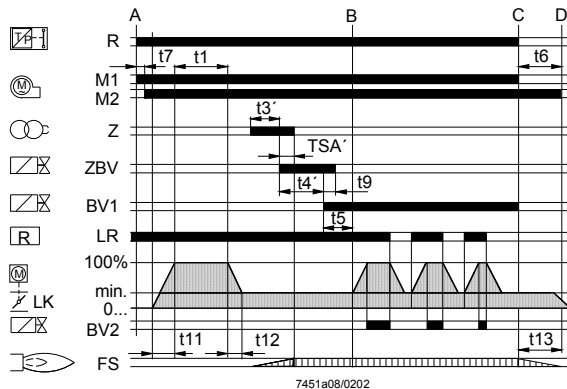 A B C D
R
t7 t1 t6
M1
M2
t3´
Z
TSA´
ZBV
t4´ t9
BV1
t5
R LR
100%
M
LK min.
0...
BV2
t11 t12 t13
FS
7451a08/0202